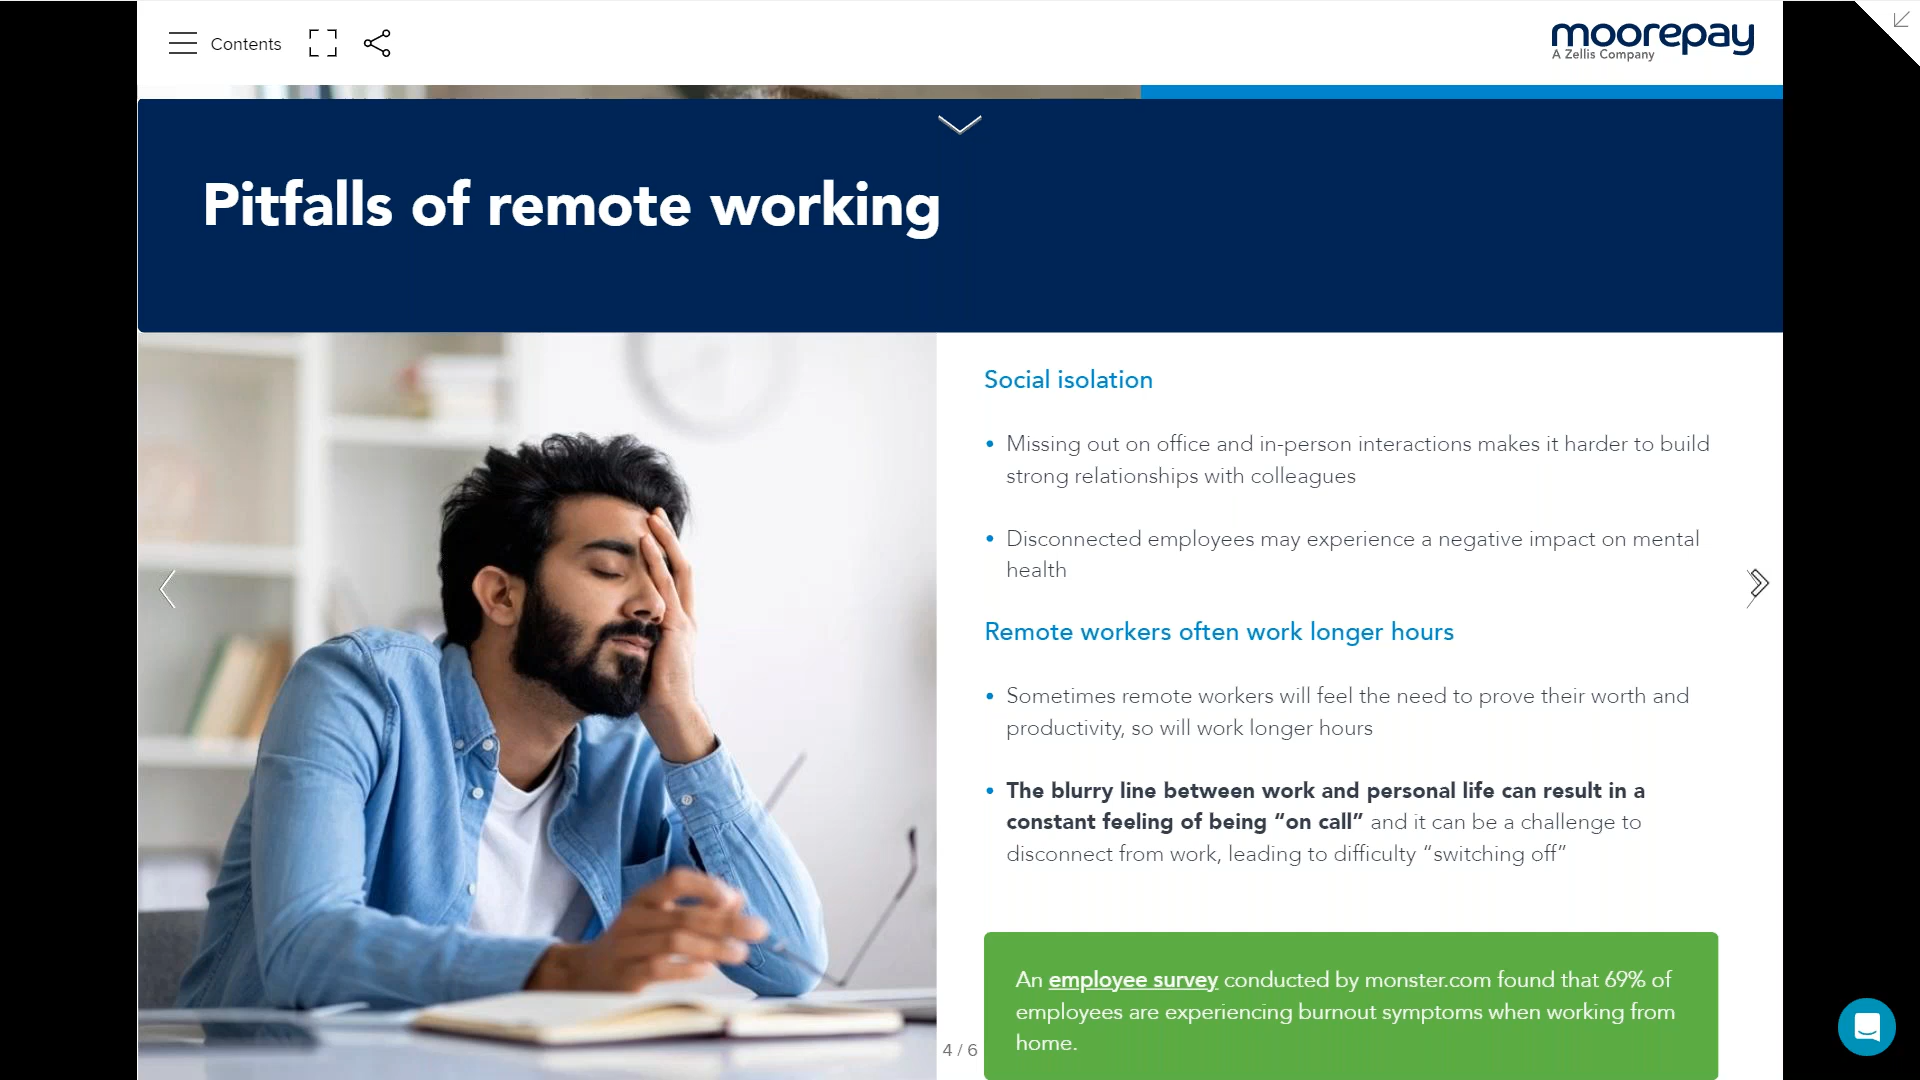 Contents
moorepay
A Zellis Company
Pitfalls of remote working
Social isolation
• Missing out on office and in-person interactions makes it harder to build
strong relationships with colleagues
• Disconnected employees may experience a negative impact on mental
health
Remote workers often work longer hours
• Sometimes remote workers will feel the need to prove their worth and
productivity, so will work longer hours
• The blurry line between work and personal life can result in a
constant feeling of being “on call” and it can be a challenge to
disconnect from work, leading to difficulty “switching off”
An employee survey conducted by monster.com found that 69% of
employees are experiencing burnout symptoms when working from
home.
4 / 6